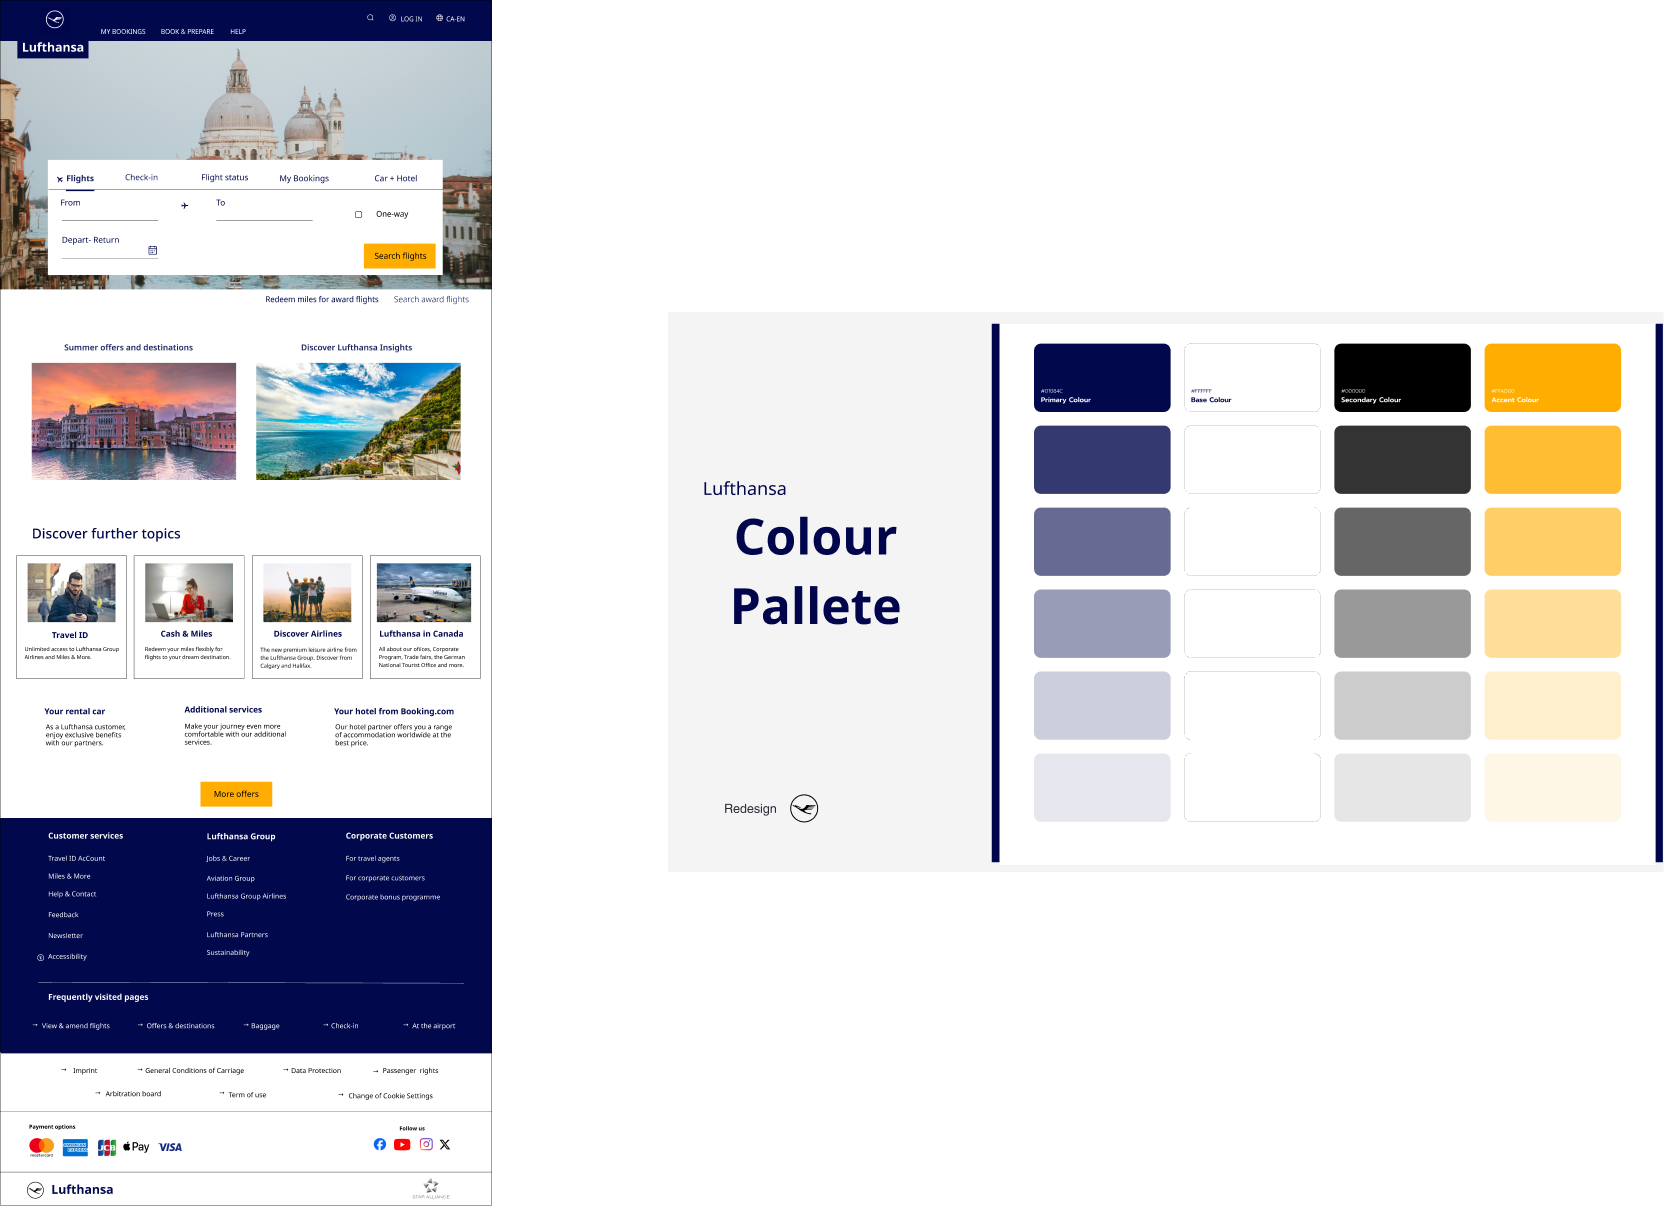 LOG IN
CA-EN
MY BOOKINGS
BOOK & PREPARE
HELP
Lufthansa
Flights
Check-in
Flight status
My Bookings
Car + Hotel
From
To
One-way
Depart- Return
Search flights
Redeem miles for award flights
Search award flights
Summer offers and destinations
Discover Lufthansa Insights
Discover further topics
Travel ID
Unlimited access to Lufthansa Group
Airlines and Miles & More.
Cash & Miles
Redeem your miles flexibly for
flights to your dream destination.
Discover Airlines
The new premium leisure airline from
the Lufthansa Group. Discover from
Calgary and Halifax.
Lufthansa in Canada
All about our offices, Corporate
Program, Trade fairs, the German
National Tourist Office and more.
Your rental car
As a Lufthansa customer,
enjoy exclusive benefits
with our partners.
Additional services
Make your journey even more
comfortable with our additional
services.
Your hotel from Booking.com
Our hotel partner offers you a range
of accommodation worldwide at the
best price.
More offers
Customer services
Travel ID AcCount
Miles & More
Help & Contact
Feedback
Newsletter
Accessibility
Lufthansa Group
Jobs & Career
Aviation Group
Lufthansa Group Airlines
Press
Lufthansa Partners
Sustainability
Corporate Customers
For travel agents
For corporate customers
Corporate bonus programme
Frequently visited pages
→ View & amend flights
→ Offers & destinations
→ Baggage
→ Check-in
→ At the airport
→ Imprint
→ General Conditions of Carriage
→ Data Protection
→ Passenger rights
→ Arbitration board
→ Term of use
→ Change of Cookie Settings
Payment options
mastercard
AMERICAN EXPRESS
JCB
Pay
VISA
Follow us
Lufthansa
STAR ALLIANCE
Lufthansa
Colour
Pallete
Redesign
#01084C
Primary Colour
#FFFFFF
Base Colour
#000000
Secondary Colour
#FFAD00
Accent Colour